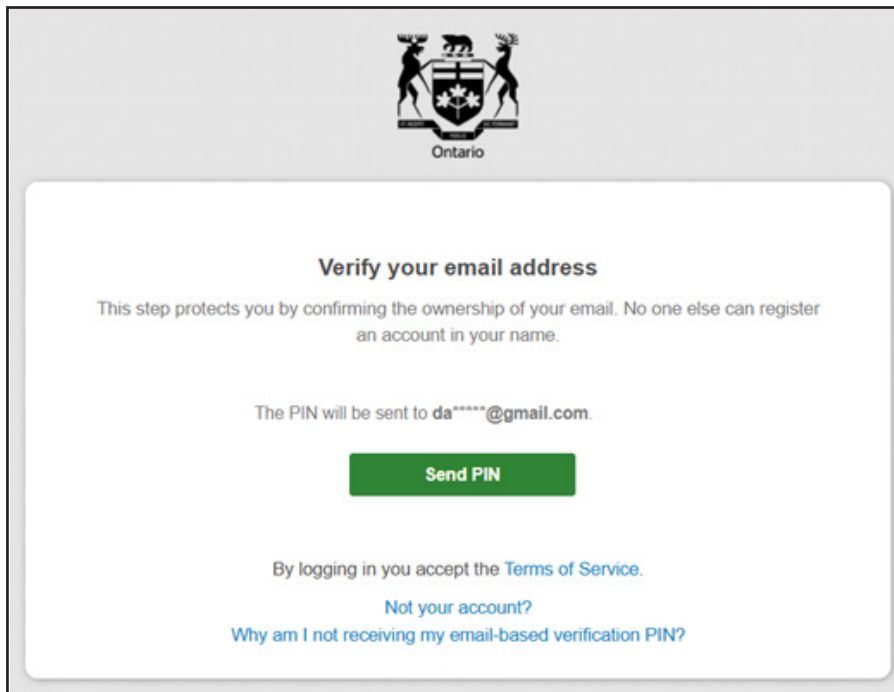 Ontario
Verify your email address
This step protects you by confirming the ownership of your email. No one else can register
an account in your name.
The PIN will be sent to da*****@gmail.com.
Send PIN
By logging in you accept the Terms of Service.
Not your account?
Why am I not receiving my email-based verification PIN?